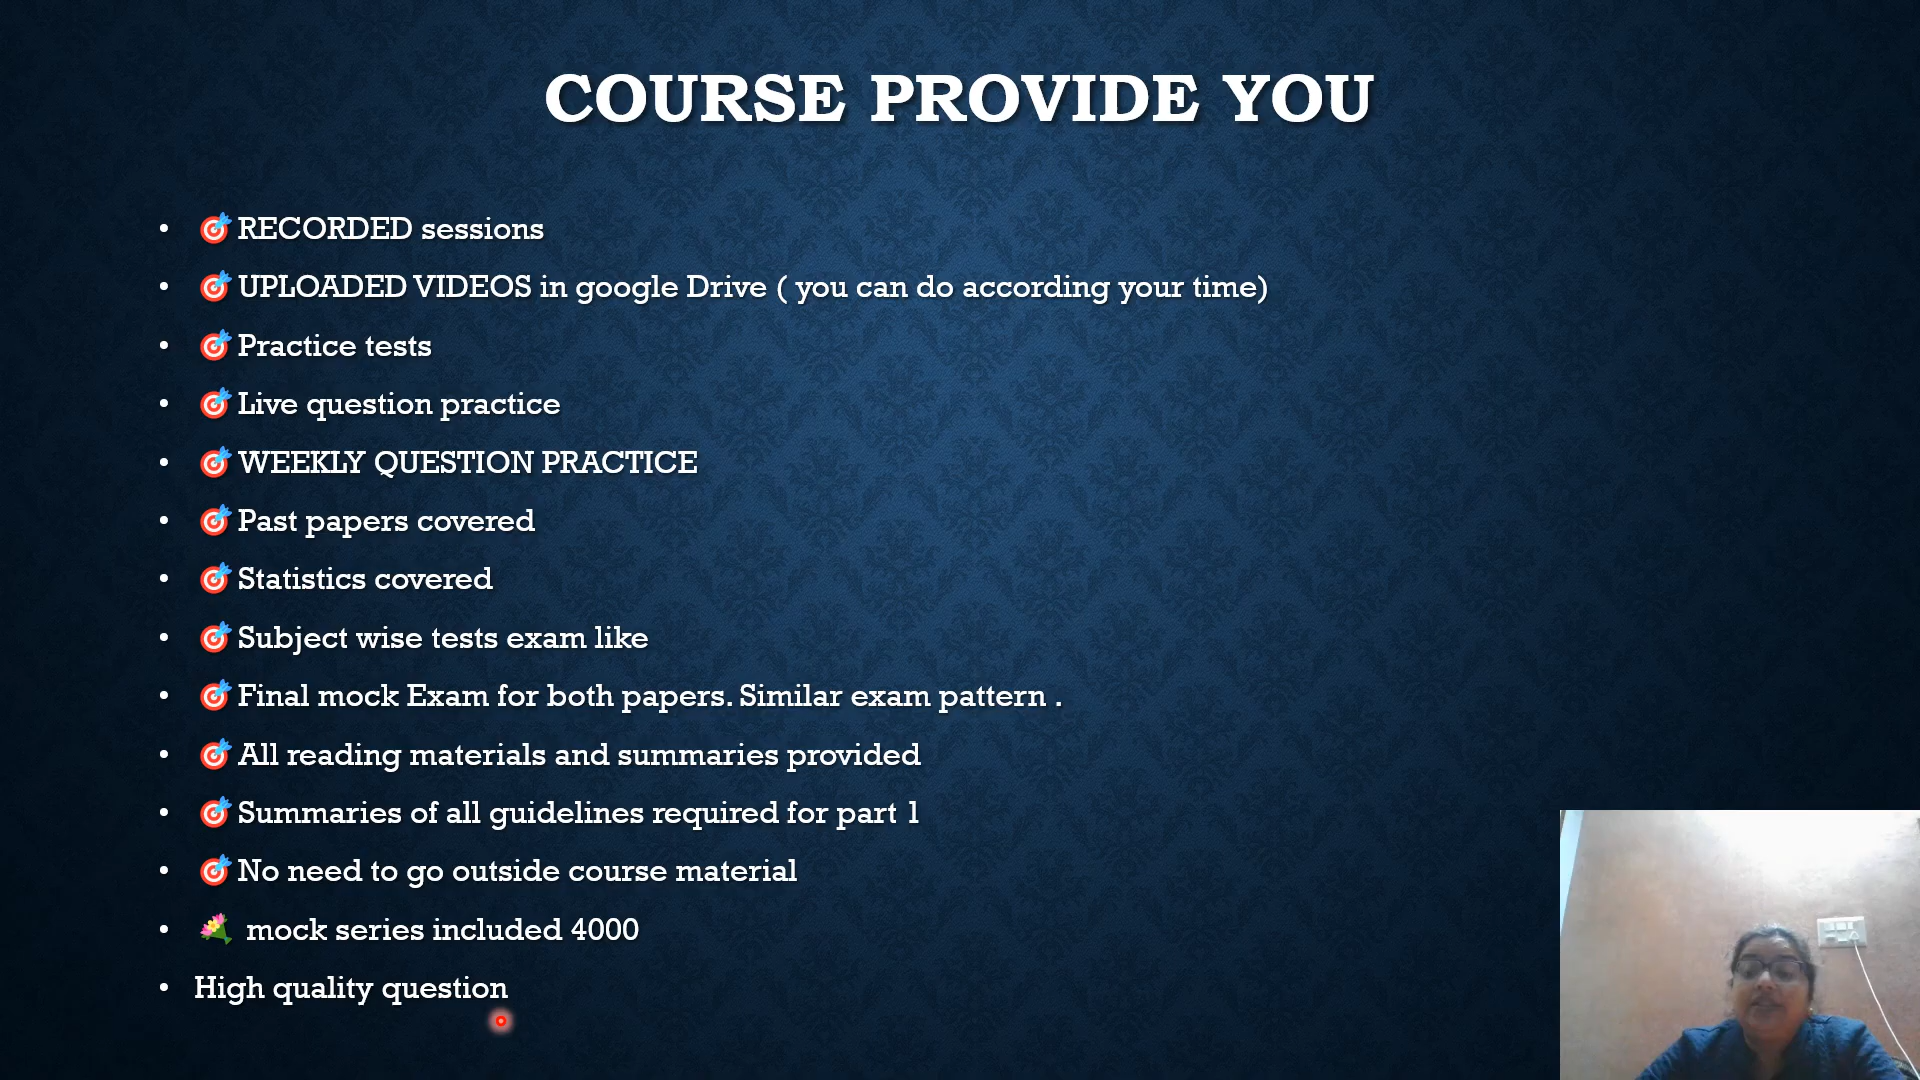 COURSE PROVIDE YOU
• 🎯 RECORDED sessions
• 🎯 UPLOADED VIDEOS in google Drive ( you can do according your time)
• 🎯 Practice tests
• 🎯 Live question practice
• 🎯 WEEKLY QUESTION PRACTICE
• 🎯 Past papers covered
• 🎯 Statistics covered
• 🎯 Subject wise tests exam like
• 🎯 Final mock Exam for both papers. Similar exam pattern .
• 🎯 All reading materials and summaries provided
• 🎯 Summaries of all guidelines required for part 1
• 🎯 No need to go outside course material
• 💐 mock series included 4000
• High quality question